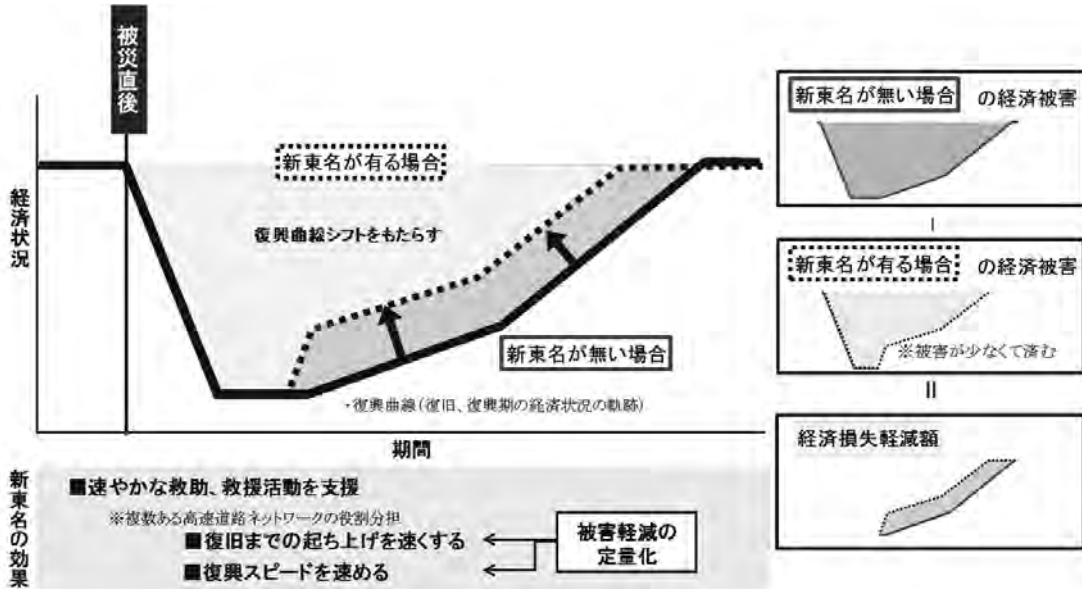 被災直後
経済状況
新東名が有る場合
復興曲線シフトをもたらす
新東名が無い場合
・復興曲線(復旧、復興期の経済状況の軌跡)
期間
新東名が無い場合 の経済被害
−
新東名が有る場合 の経済被害
※被害が少なくて済む
=
経済損失軽減額
新東名の効果
■速やかな救助、救援活動を支援
※複数ある高速道路ネットワークの役割分担
■復旧までの起ち上げを速くする
■復興スピードを速める
被害軽減の
定量化